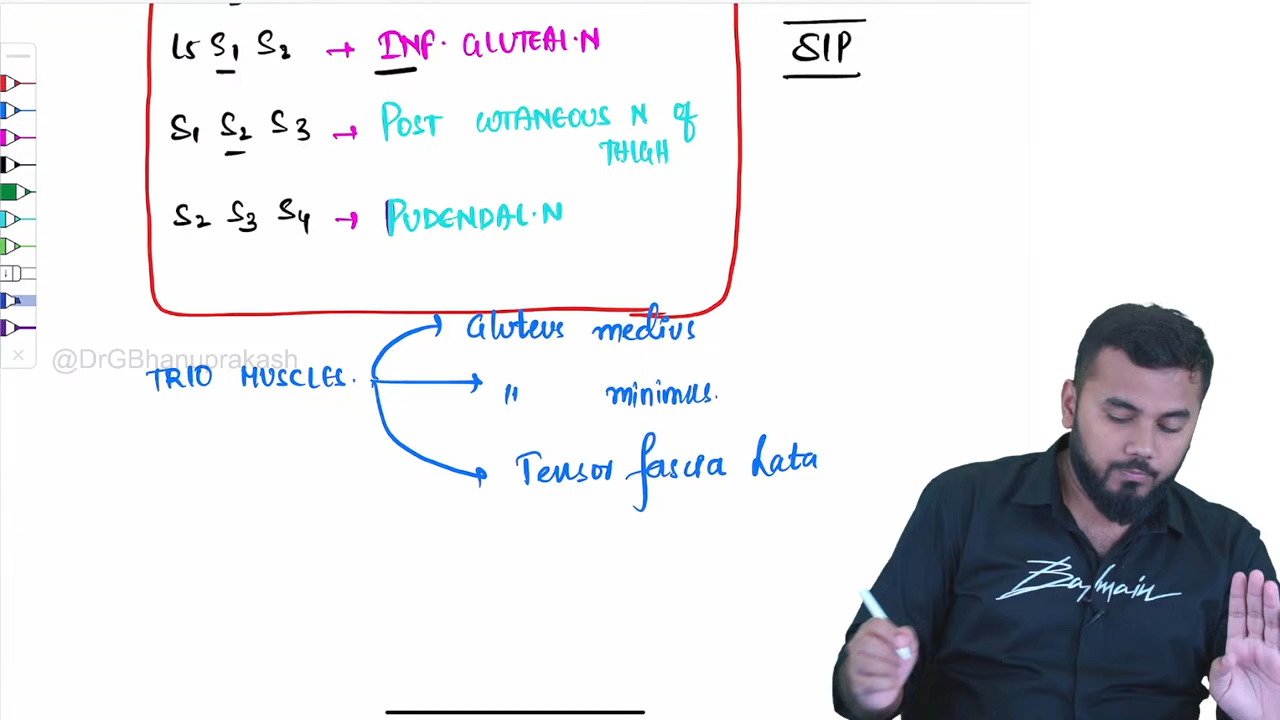 L5 S1 S2 → INF. GLUTEAL.N
SIP
S1 S2 S3 → POST CUTANEOUS N of
THIGH
S2 S3 S4 → PUDENDAL.N
Gluteus medius
@DrGBhanuprakash
TRIO MUSCLES.
" minimus.
Tensor fascia Lata
Balmain